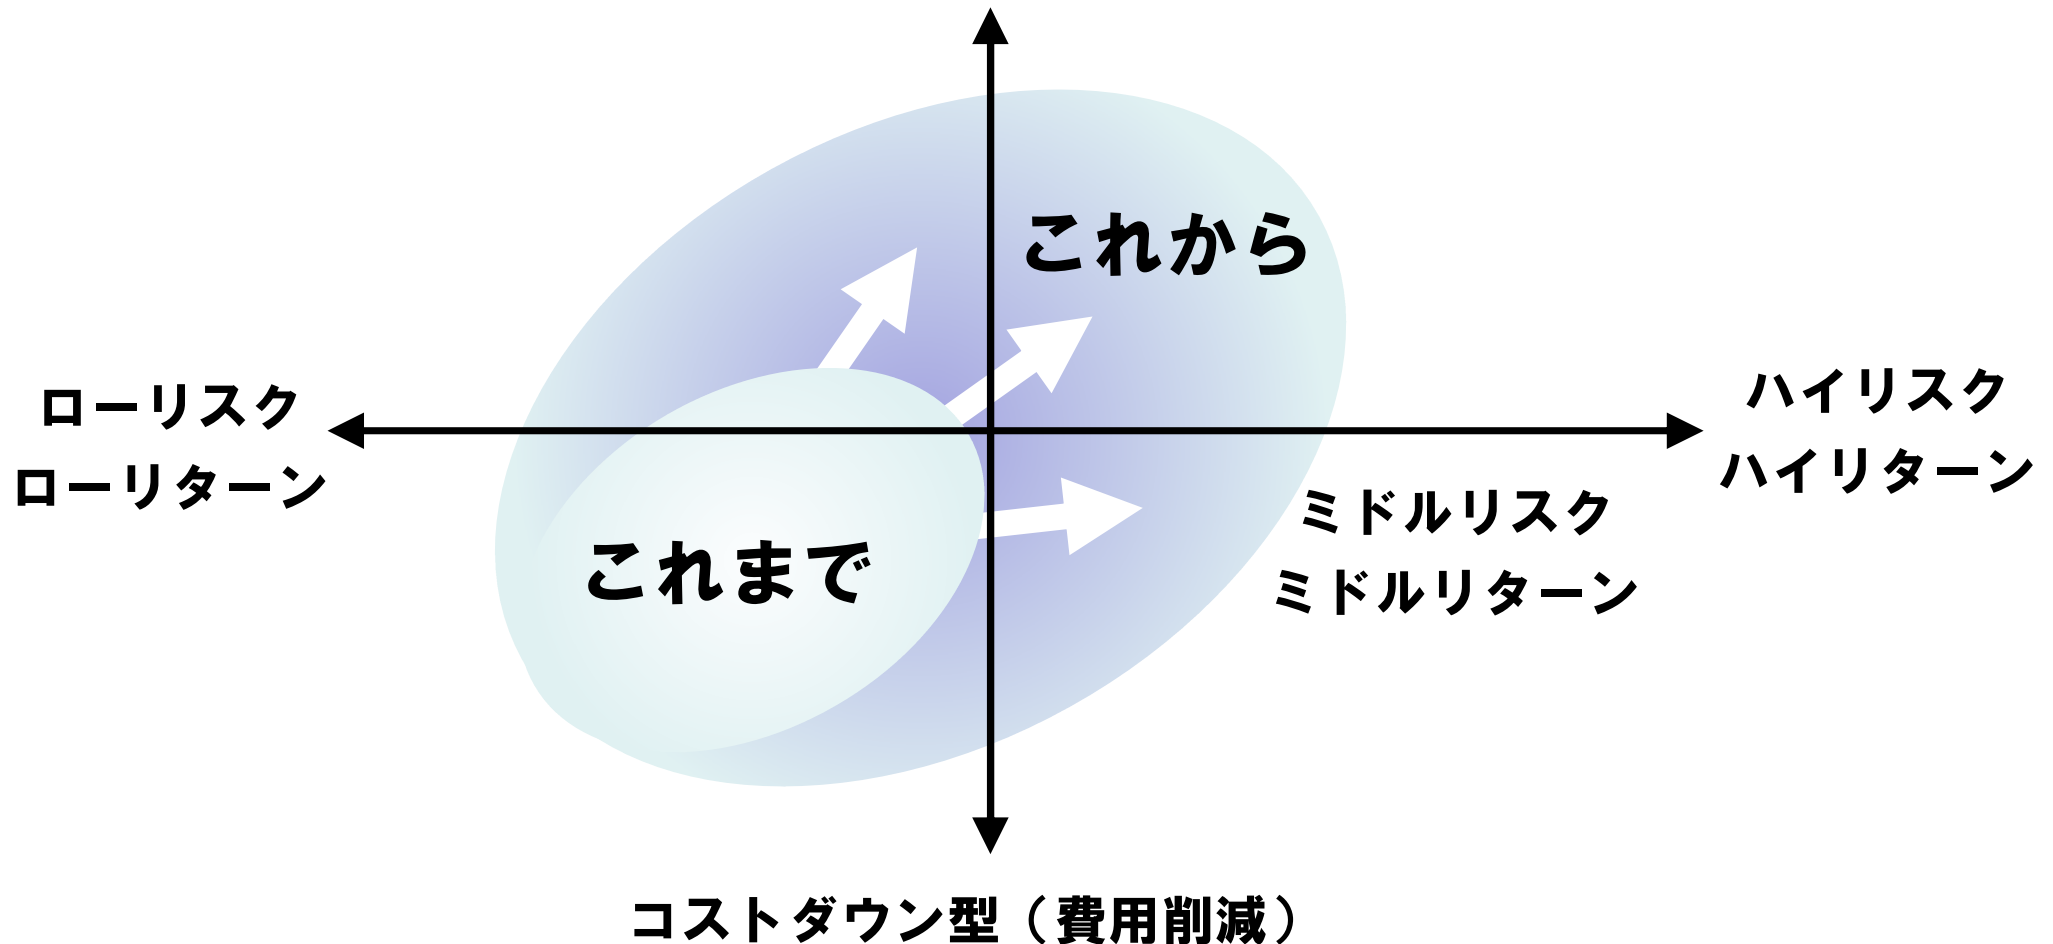 これから
ローリスク
ローリターン
ハイリスク
ハイリターン
ミドルリスク
ミドルリターン
これまで
コストダウン型（費用削減）